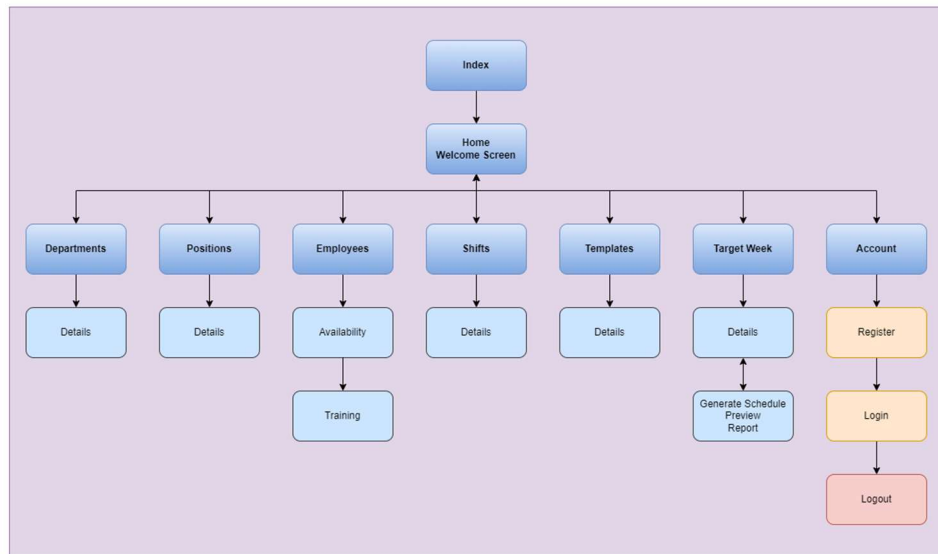 Index
Home
Welcome Screen
Departments
Positions
Employees
Shifts
Templates
Target Week
Account
Details
Details
Availability
Details
Details
Details
Register
Training
Generate Schedule
Preview
Report
Login
Logout